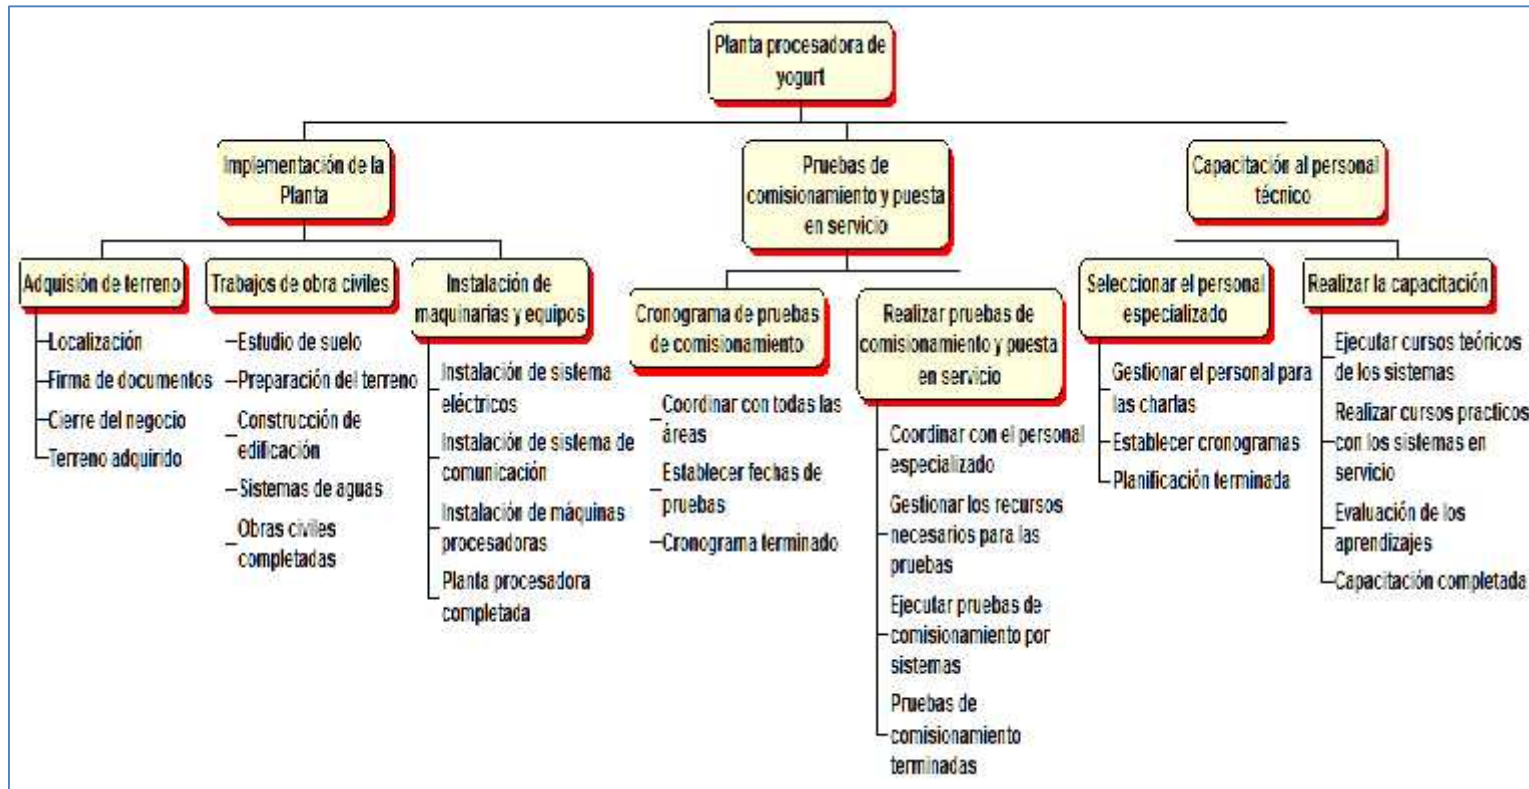 Planta procesadora de
yogurt
Implementación de la
Planta
Pruebas de
comisionamiento y puesta
en servicio
Capacitación al personal
técnico
Adquisión de terreno
Localización
Firma de documentos
Cierre del negocio
Terreno adquirido
Trabajos de obra civiles
Estudio de suelo
Preparación del terreno
Construcción de
edificación
Sistemas de aguas
Obras civiles
completadas
Instalación de
maquinarías y equipos
Instalación de sistema
eléctricos
Instalación de sistema de
comunicación
Instalación de máquinas
procesadoras
Planta procesadora
completada
Cronograma de pruebas
de comisionamiento
Coordinar con todas las
áreas
Establecer fechas de
pruebas
Cronograma terminado
Realizar pruebas de
comisionamiento y puesta
en servicio
Coordinar con el personal
especializado
Gestionar los recursos
necesarios para las
pruebas
Ejecutar pruebas de
comisionamiento por
sistemas
Pruebas de
comisionamiento
terminadas
Seleccionar el personal
especializado
Gestionar el personal para
las charlas
Establecer cronogramas
Planificación terminada
Realizar la capacitación
Ejecutar cursos teóricos
de los sistemas
Realizar cursos practicos
con los sistemas en
servicio
Evaluación de los
aprendizajes
Capacitación completada